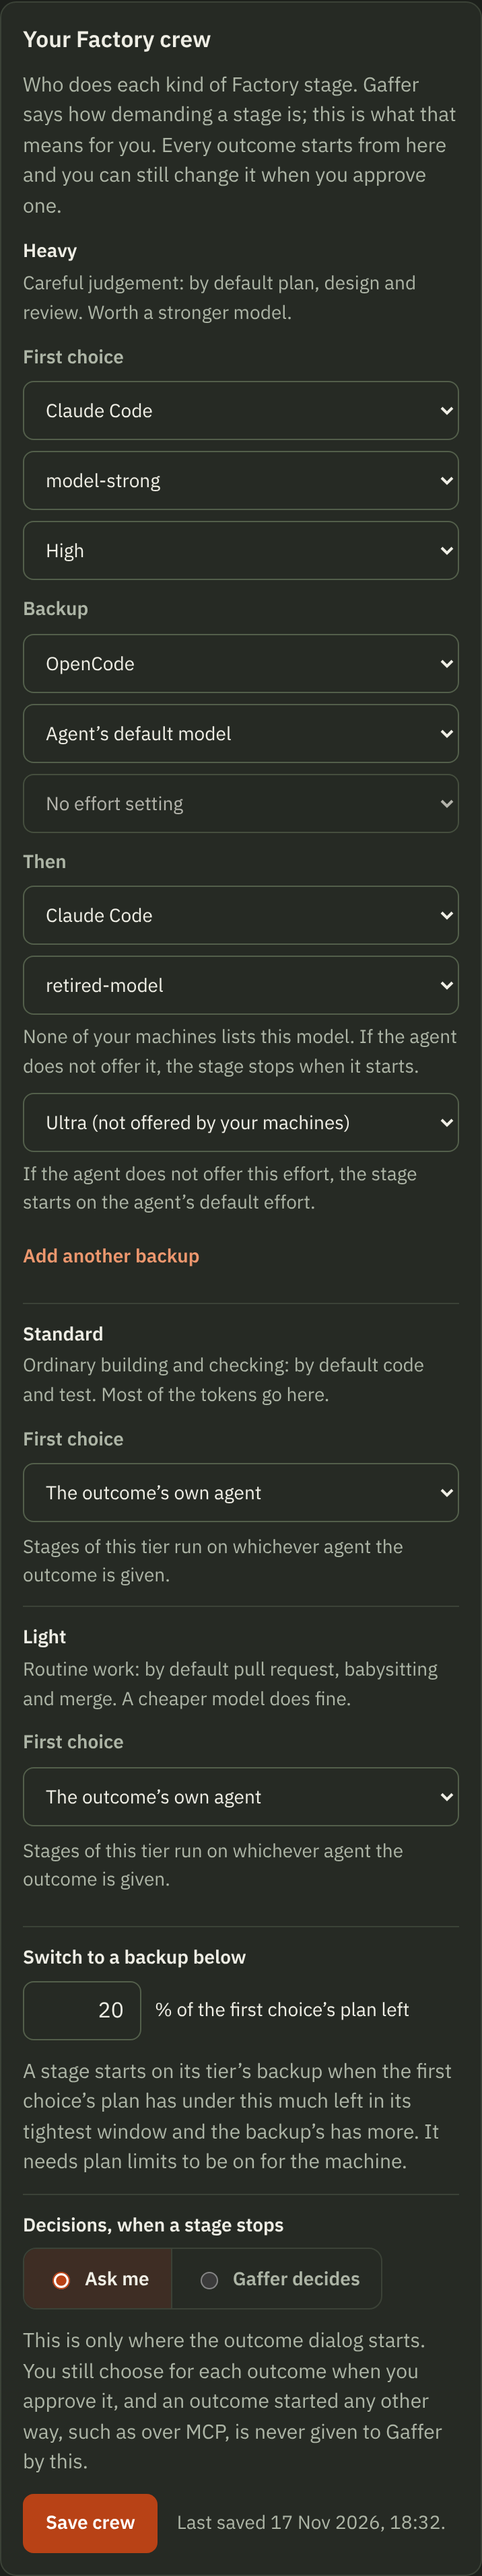 Your Factory crew
Who does each kind of Factory stage. Gaffer
says how demanding a stage is; this is what that
means for you. Every outcome starts from here
and you can still change it when you approve
one.
Heavy
Careful judgement: by default plan, design and
review. Worth a stronger model.
First choice
Claude Code
model-strong
High
Backup
OpenCode
Agent’s default model
No effort setting
Then
Claude Code
retired-model
None of your machines lists this model. If the agent
does not offer it, the stage stops when it starts.
Ultra (not offered by your machines)
If the agent does not offer this effort, the stage
starts on the agent’s default effort.
Add another backup
Standard
Ordinary building and checking: by default code
and test. Most of the tokens go here.
First choice
The outcome’s own agent
Stages of this tier run on whichever agent the
outcome is given.
Light
Routine work: by default pull request, babysitting
and merge. A cheaper model does fine.
First choice
The outcome’s own agent
Stages of this tier run on whichever agent the
outcome is given.
Switch to a backup below
20 % of the first choice’s plan left
A stage starts on its tier’s backup when the first
choice’s plan has under this much left in its
tightest window and the backup’s has more. It
needs plan limits to be on for the machine.
Decisions, when a stage stops
Ask me Gaffer decides
This is only where the outcome dialog starts.
You still choose for each outcome when you
approve it, and an outcome started any other
way, such as over MCP, is never given to Gaffer
by this.
Save crew Last saved 17 Nov 2026, 18:32.